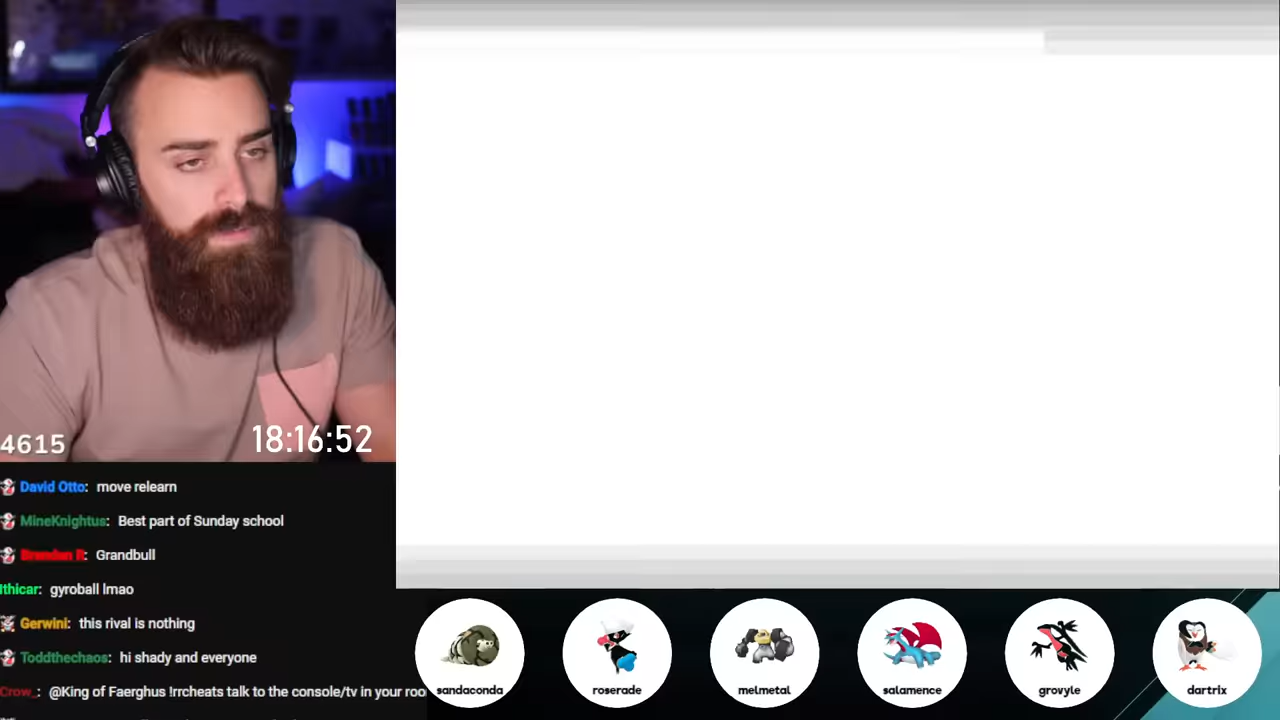 4615
18:16:52
David Otto: move relearn
MineKnightus: Best part of Sunday school
Brendan R: Grandbull
Ithicar: gyroball lmao
Gerwini: this rival is nothing
Toddthechaos: hi shady and everyone
Crow_: @King of Faerghus !rrcheats talk to the console/tv in your roo
sandaconda
roserade
melmetal
salamence
grovyle
dartrix